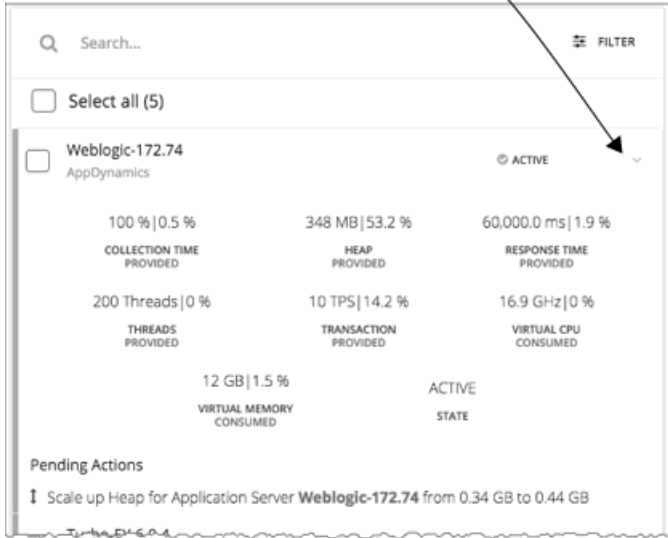 Search...
FILTER
Select all (5)
Weblogic-172.74
ACTIVE
AppDynamics
100 %|0.5 % 348 MB|53.2 % 60,000.0 ms|1.9 %
COLLECTION TIME HEAP RESPONSE TIME
PROVIDED PROVIDED PROVIDED
200 Threads|0 % 10 TPS|14.2 % 16.9 GHz|0 %
THREADS TRANSACTION VIRTUAL CPU
PROVIDED PROVIDED CONSUMED
12 GB|1.5 % ACTIVE
VIRTUAL MEMORY STATE
CONSUMED
Pending Actions
Scale up Heap for Application Server Weblogic-172.74 from 0.34 GB to 0.44 GB